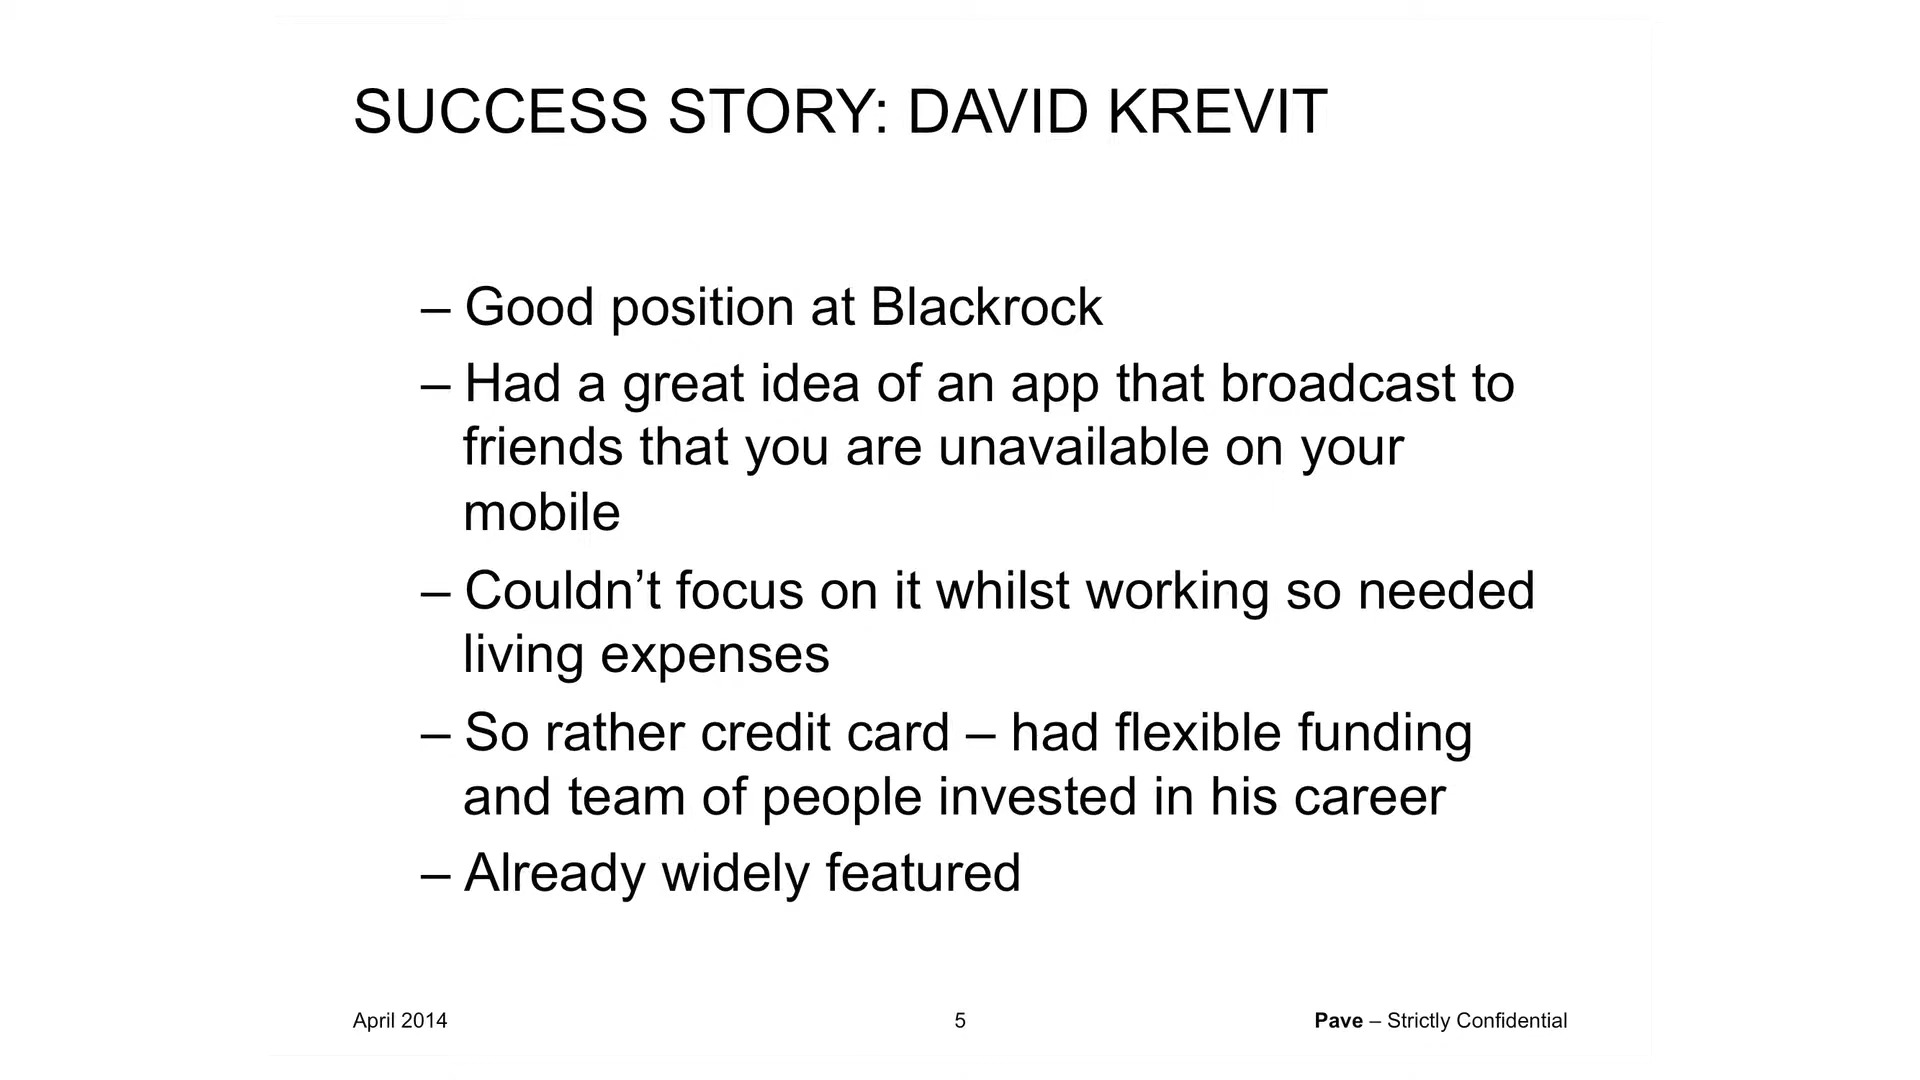 SUCCESS STORY: DAVID KREVIT
– Good position at Blackrock
– Had a great idea of an app that broadcast to
friends that you are unavailable on your
mobile
– Couldn’t focus on it whilst working so needed
living expenses
– So rather credit card – had flexible funding
and team of people invested in his career
– Already widely featured
April 2014
5
Pave – Strictly Confidential